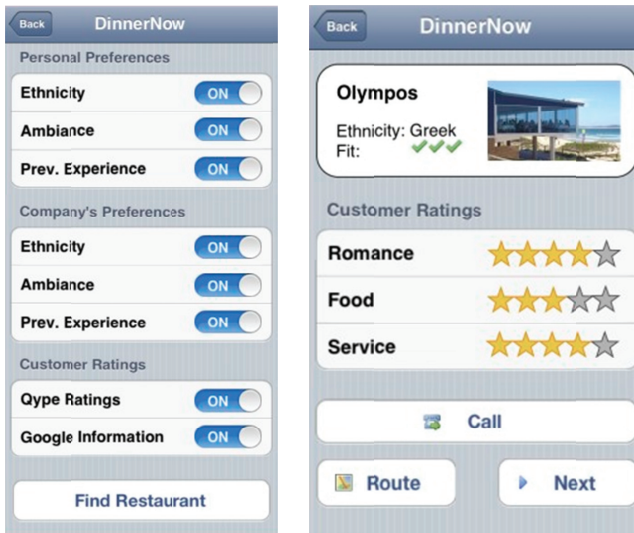 Back DinnerNow
Personal Preferences
Ethnicity ON
Ambiance ON
Prev. Experience ON
Company's Preferences
Ethnicity ON
Ambiance ON
Prev. Experience ON
Customer Ratings
Qype Ratings ON
Google Information ON
Find Restaurant
Back DinnerNow
Olympos
Ethnicity: Greek
Fit:
Customer Ratings
Romance
Food
Service
Call
Route Next